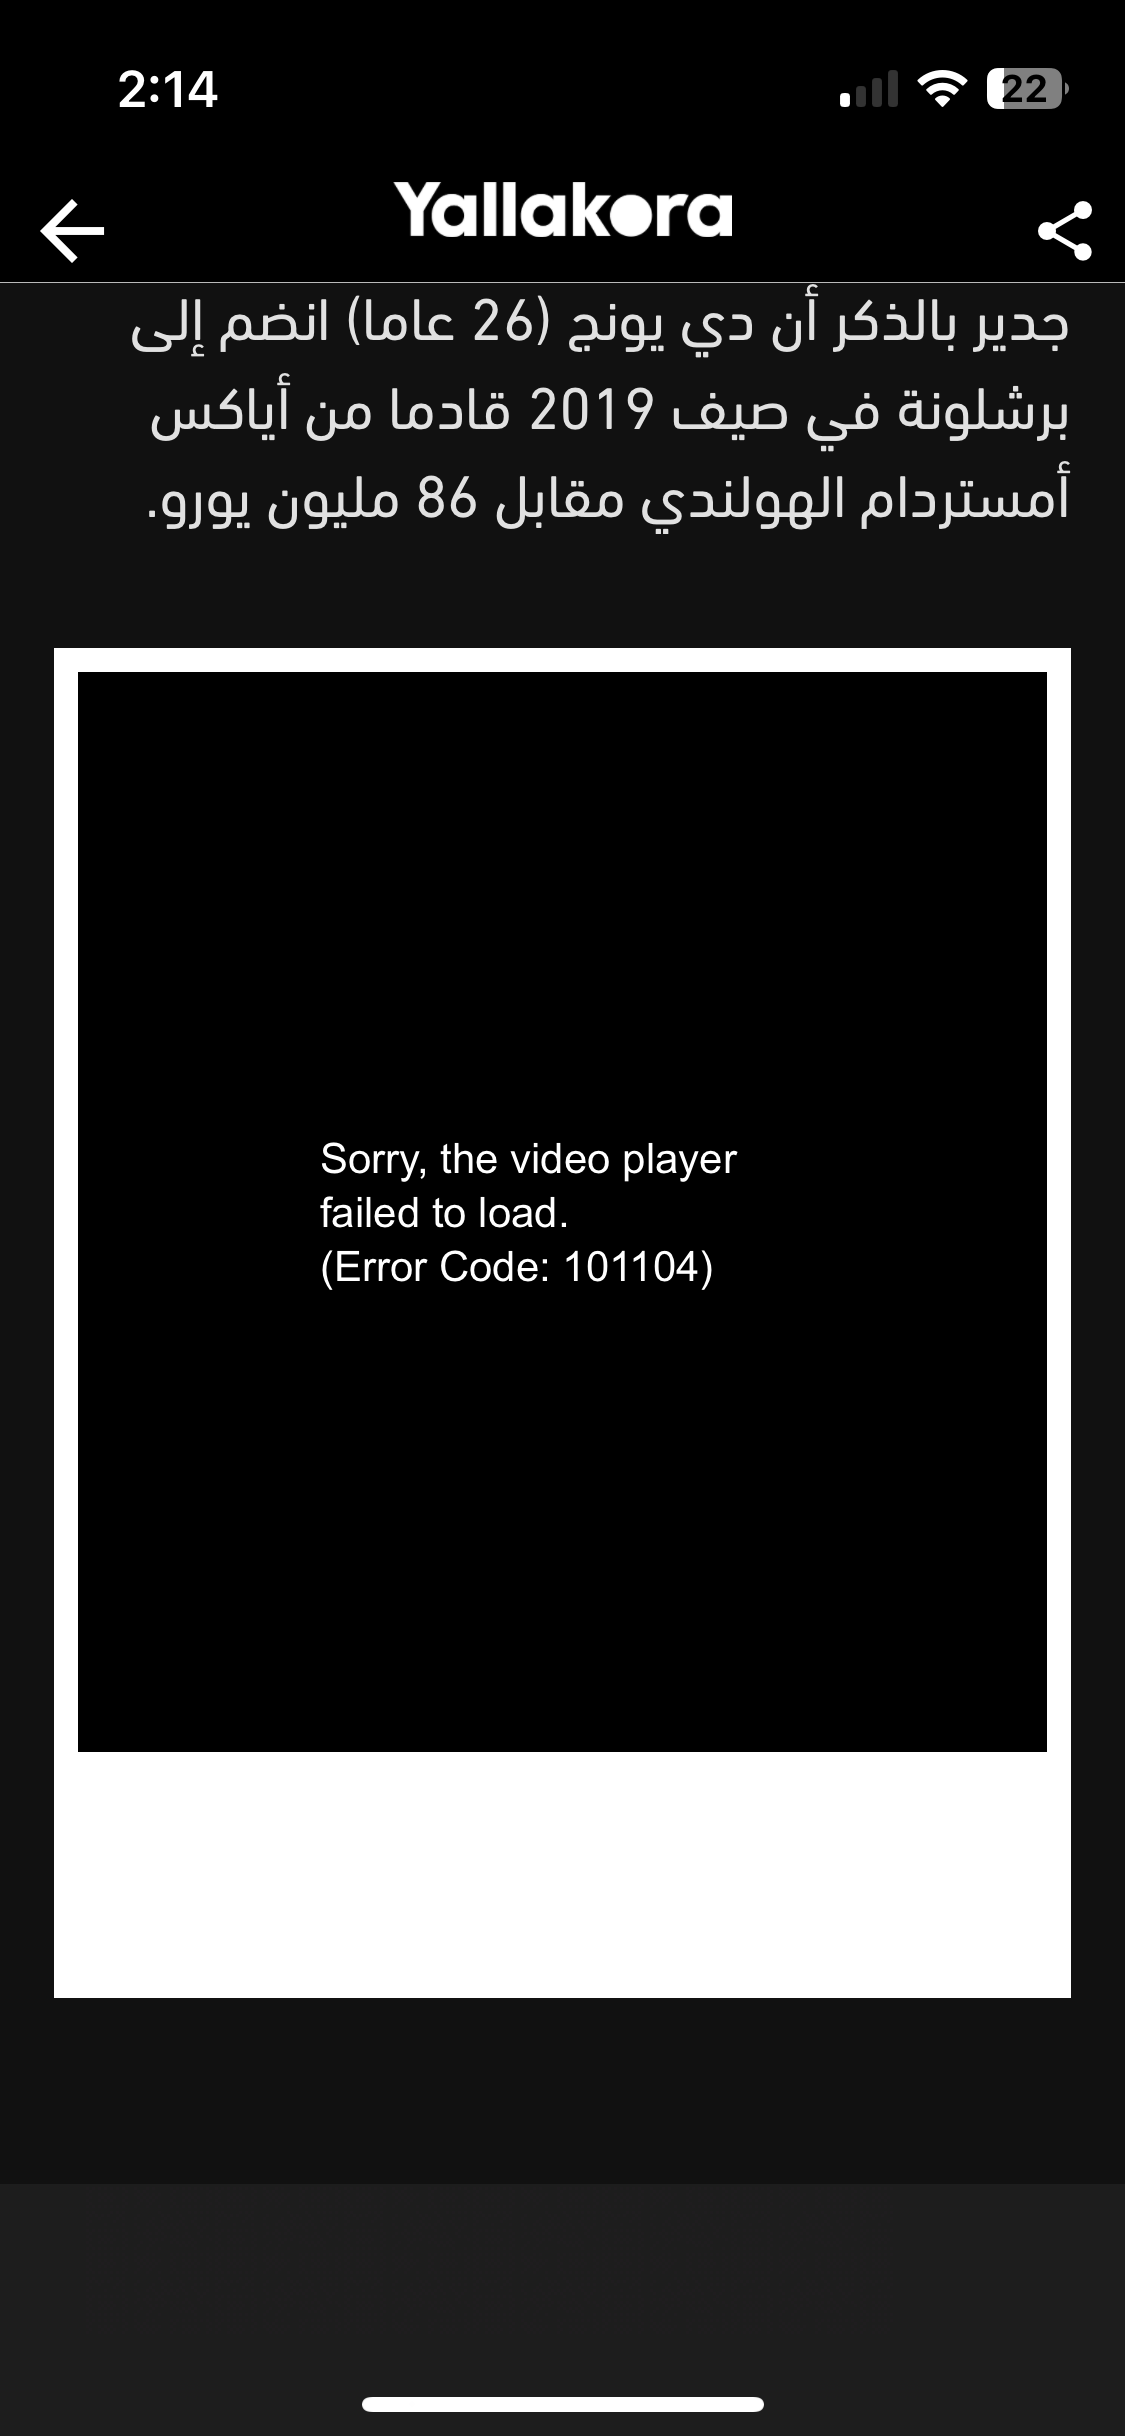 2:14
22
Yallakora
جدير بالذكر أن دي يونج (26 عاما) انضم إلى
برشلونة في صيف 2019 قادما من أياكس
أمستردام الهولندي مقابل 86 مليون يورو.
Sorry, the video player
failed to load.
(Error Code: 101104)